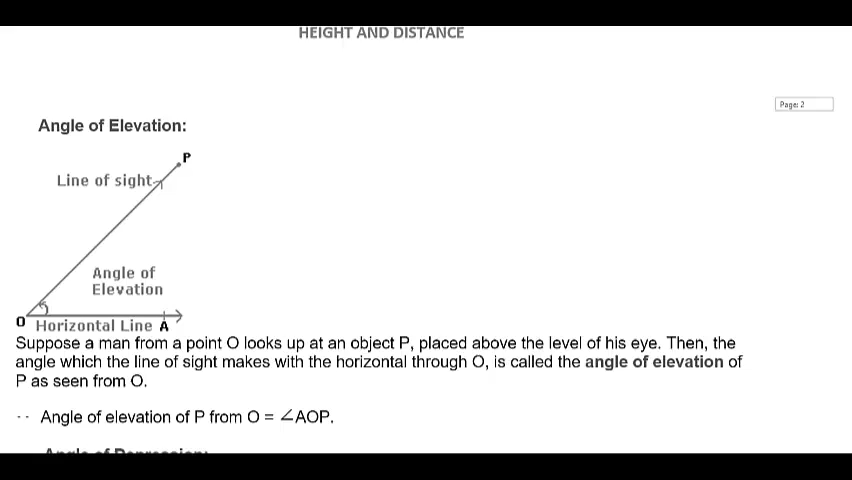 HEIGHT AND DISTANCE
Page: 2
Angle of Elevation:
P
Line of sight
Angle of
Elevation
O
Horizontal Line A
Suppose a man from a point O looks up at an object P, placed above the level of his eye. Then, the
angle which the line of sight makes with the horizontal through O, is called the angle of elevation of
P as seen from O.
Angle of elevation of P from O = ∠AOP.
Angle of Depression: